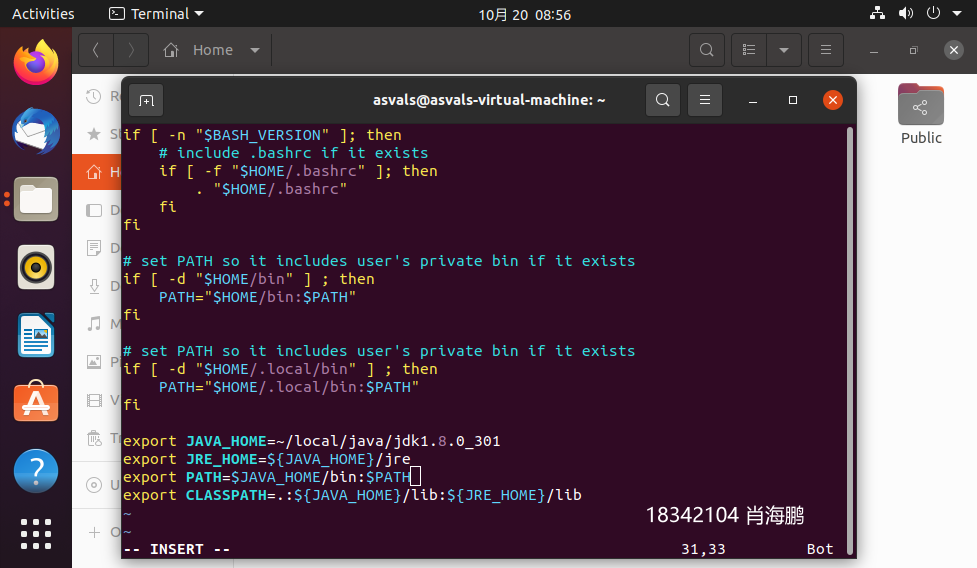 Activities
Terminal
10月 20 08:56
Home
asvals@asvals-virtual-machine: ~
Public
if [ -n "$BASH_VERSION" ]; then
    # include .bashrc if it exists
    if [ -f "$HOME/.bashrc" ]; then
        . "$HOME/.bashrc"
    fi
fi
# set PATH so it includes user's private bin if it exists
if [ -d "$HOME/bin" ] ; then
    PATH="$HOME/bin:$PATH"
fi
# set PATH so it includes user's private bin if it exists
if [ -d "$HOME/.local/bin" ] ; then
    PATH="$HOME/.local/bin:$PATH"
fi
export JAVA_HOME=~/local/java/jdk1.8.0_301
export JRE_HOME=${JAVA_HOME}/jre
export PATH=$JAVA_HOME/bin:$PATH
export CLASSPATH=.:${JAVA_HOME}/lib:${JRE_HOME}/lib
~
~
18342104 肖海鹏
-- INSERT --
31,33
Bot